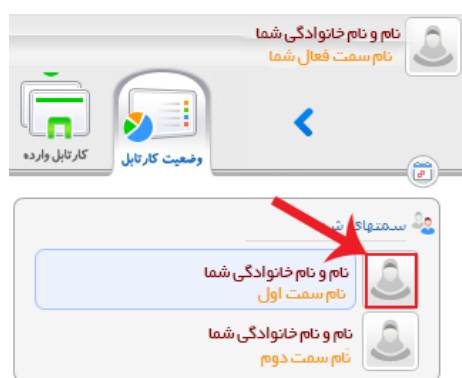 نام و نام خانوادگی شما
نام سمت فعال شما
وضعیت کارتابل
کارتابل وارده
سمتهای
نام و نام خانوادگی شما
نام سمت اول
نام و نام خانوادگی شما
نام سمت دوم